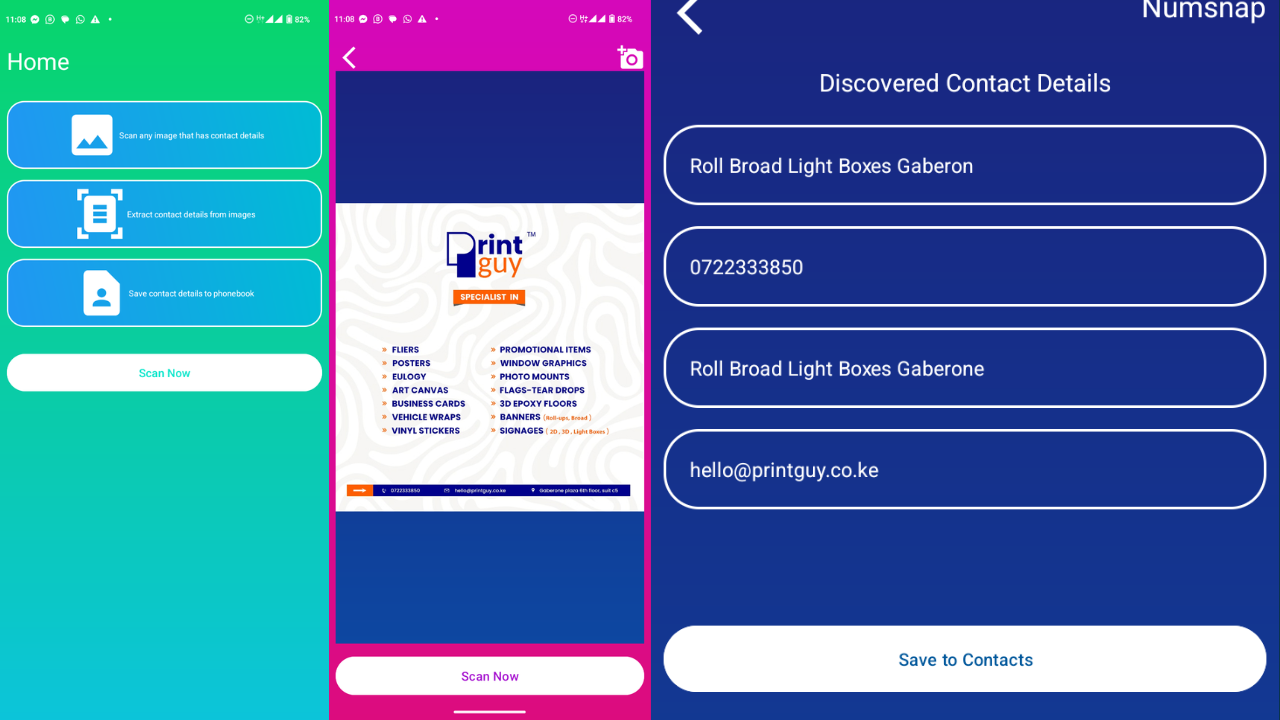 11:08
82%
Home
Scan any image that has contact details
Extract contact details from images
Save contact details to phonebook
Scan Now
11:08
82%
Print guy TM
SPECIALIST IN
» FLIERS
» POSTERS
» EULOGY
» ART CANVAS
» BUSINESS CARDS
» VEHICLE WRAPS
» VINYL STICKERS
» PROMOTIONAL ITEMS
» WINDOW GRAPHICS
» PHOTO MOUNTS
» FLAGS-TEAR DROPS
» 3D EPOXY FLOORS
» BANNERS ( Roll-ups, Broad )
» SIGNAGES ( 2D , 3D , Light Boxes )
0722333850 hello@printguy.co.ke Gaberone plaza 6th floor, suit c5
Scan Now
Numsnap
Discovered Contact Details
Roll Broad Light Boxes Gaberon
0722333850
Roll Broad Light Boxes Gaberone
hello@printguy.co.ke
Save to Contacts